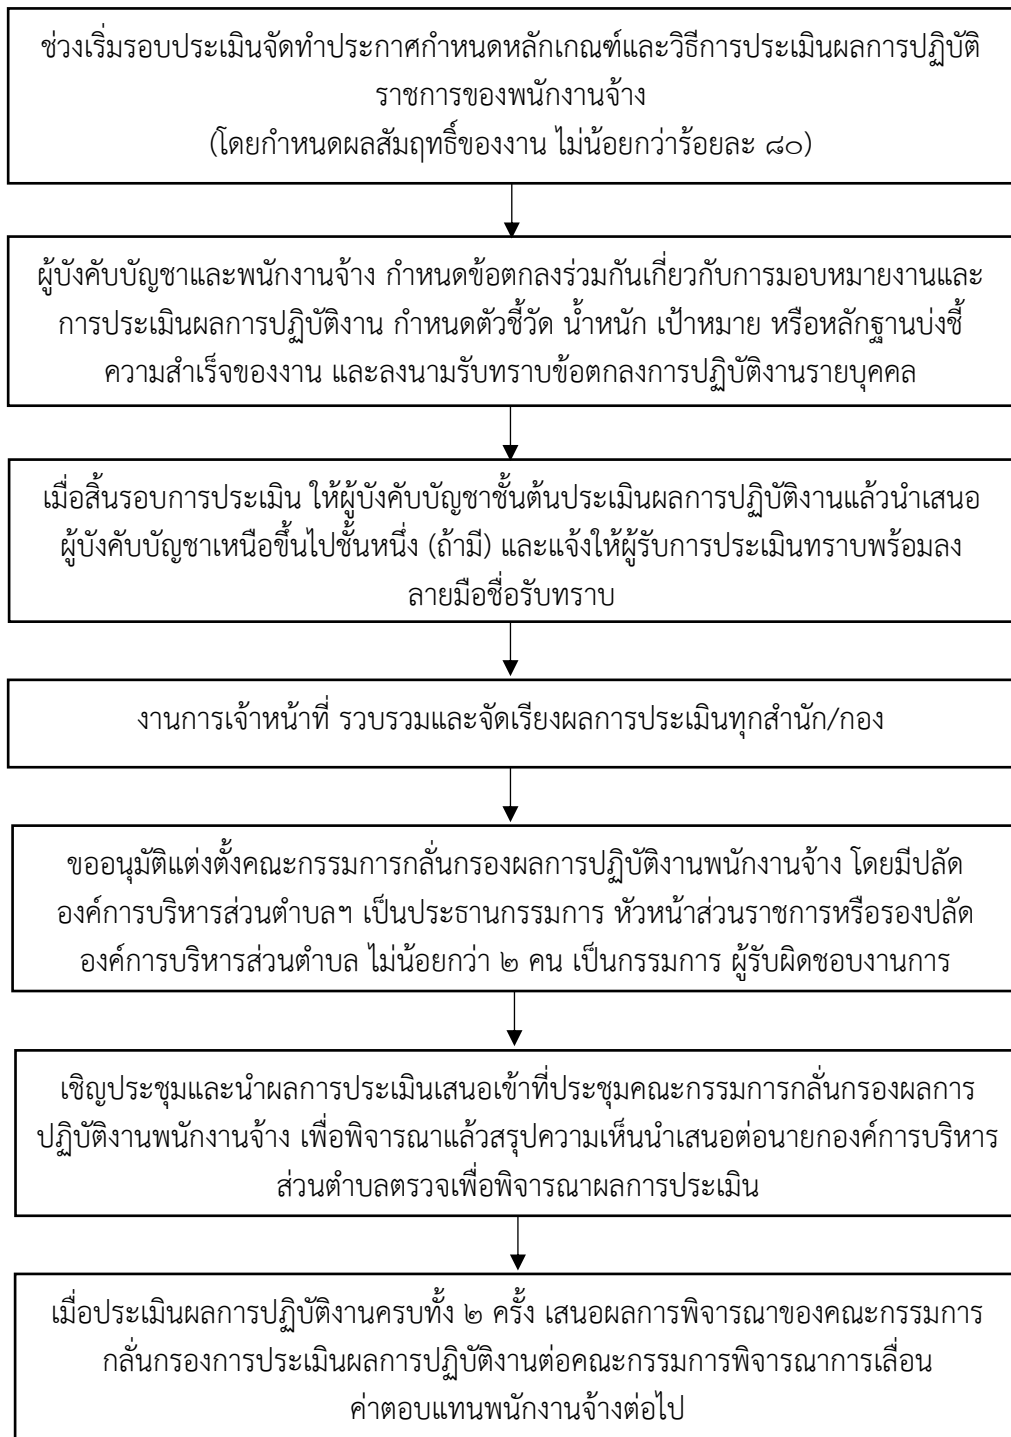 ช่วงเริ่มรอบประเมินจัดทำประกาศกำหนดหลักเกณฑ์และวิธีการประเมินผลการปฏิบัติ
ราชการของพนักงานจ้าง
(โดยกำหนดผลสัมฤทธิ์ของงาน ไม่น้อยกว่าร้อยละ ๘๐)
ผู้บังคับบัญชาและพนักงานจ้าง กำหนดข้อตกลงร่วมกันเกี่ยวกับการมอบหมายงานและ
การประเมินผลการปฏิบัติงาน กำหนดตัวชี้วัด น้ำหนัก เป้าหมาย หรือหลักฐานบ่งชี้
ความสำเร็จของงาน และลงนามรับทราบข้อตกลงการปฏิบัติงานรายบุคคล
เมื่อสิ้นรอบการประเมิน ให้ผู้บังคับบัญชาชั้นต้นประเมินผลการปฏิบัติงานแล้วนำเสนอ
ผู้บังคับบัญชาเหนือขึ้นไปชั้นหนึ่ง (ถ้ามี) และแจ้งให้ผู้รับการประเมินทราบพร้อมลง
ลายมือชื่อรับทราบ
งานการเจ้าหน้าที่ รวบรวมและจัดเรียงผลการประเมินทุกสำนัก/กอง
ขออนุมัติแต่งตั้งคณะกรรมการกลั่นกรองผลการปฏิบัติงานพนักงานจ้าง โดยมีปลัด
องค์การบริหารส่วนตำบลฯ เป็นประธานกรรมการ หัวหน้าส่วนราชการหรือรองปลัด
องค์การบริหารส่วนตำบล ไม่น้อยกว่า ๒ คน เป็นกรรมการ ผู้รับผิดชอบงานการ
เชิญประชุมและนำผลการประเมินเสนอเข้าที่ประชุมคณะกรรมการกลั่นกรองผลการ
ปฏิบัติงานพนักงานจ้าง เพื่อพิจารณาแล้วสรุปความเห็นนำเสนอต่อนายกองค์การบริหาร
ส่วนตำบลตรวจเพื่อพิจารณาผลการประเมิน
เมื่อประเมินผลการปฏิบัติงานครบทั้ง ๒ ครั้ง เสนอผลการพิจารณาของคณะกรรมการ
กลั่นกรองการประเมินผลการปฏิบัติงานต่อคณะกรรมการพิจารณาการเลื่อน
ค่าตอบแทนพนักงานจ้างต่อไป